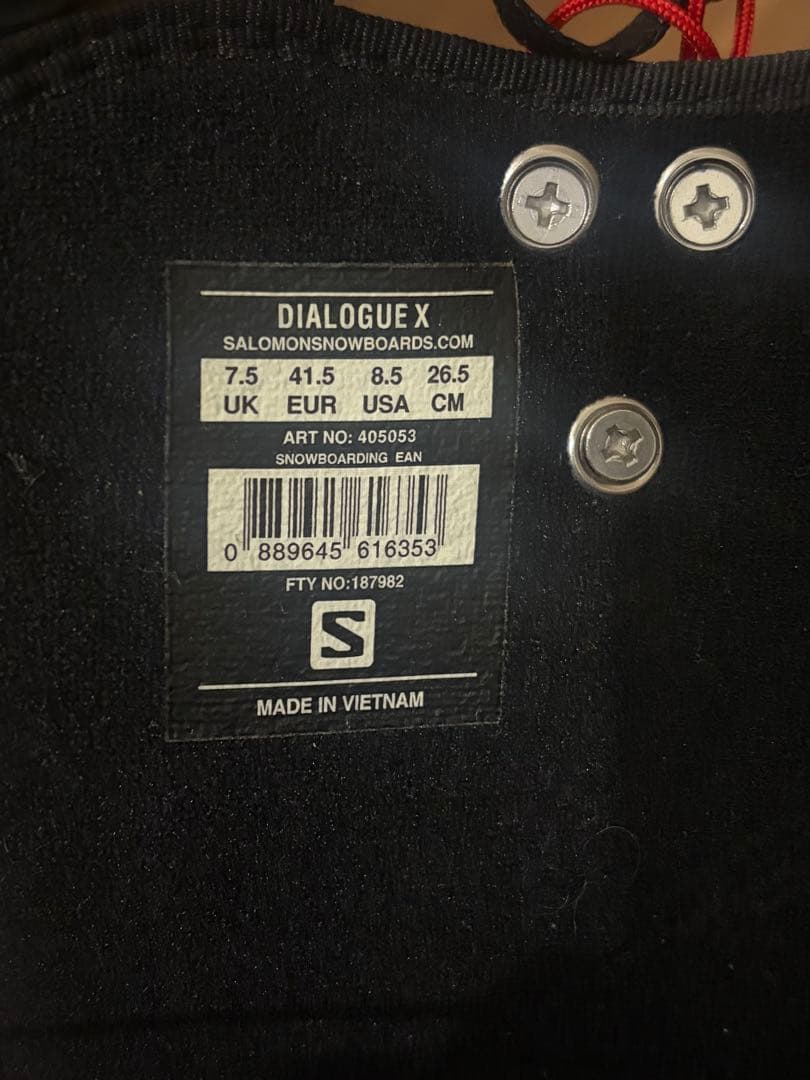 DIALOGUE X
SALOMONSNOWBOARDS.COM
7.5 41.5 8.5 26.5
UK EUR USA CM
ART NO: 405053
SNOWBOARDING EAN
0 889645 616353
FTY NO:187982
S
MADE IN VIETNAM